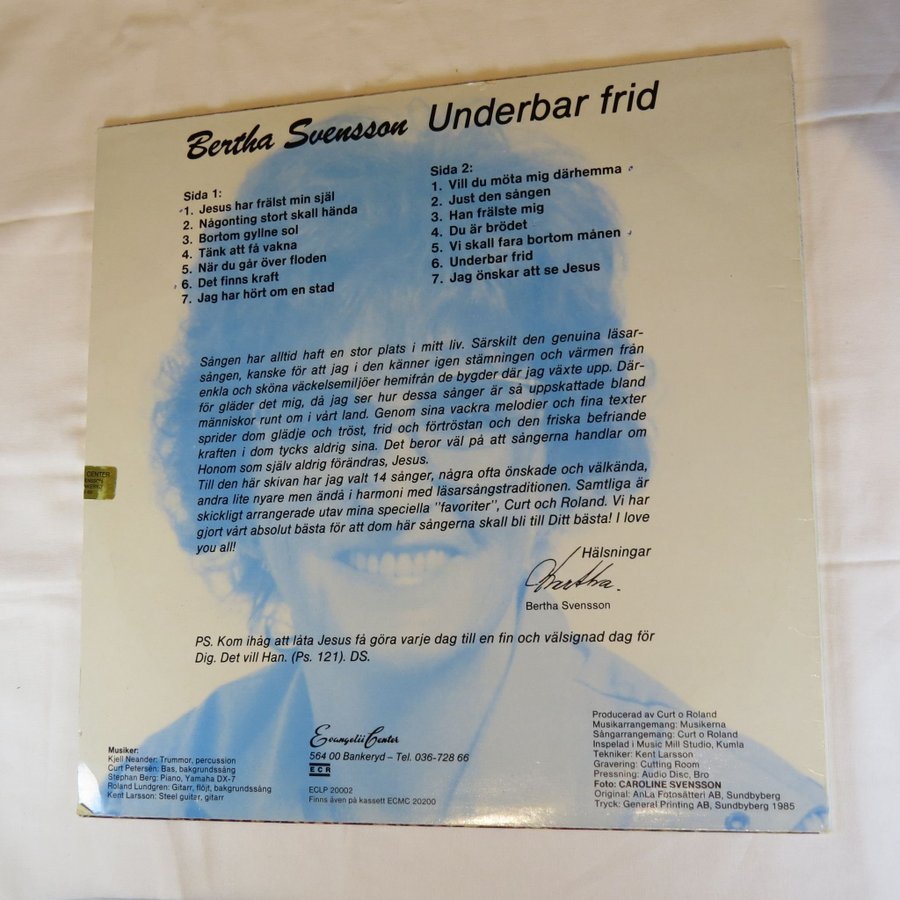 Bertha Svensson Underbar frid
Sida 1:
1. Jesus har frälst min själ
2. Någonting stort skall hända
3. Bortom gyllne sol
4. Tänk att få vakna
5. När du går över floden
6. Det finns kraft
7. Jag har hört om en stad
Sida 2:
1. Vill du möta mig därhemma
2. Just den sången
3. Han frälste mig
4. Du är brödet
5. Vi skall fara bortom månen
6. Underbar frid
7. Jag önskar att se Jesus
Sången har alltid haft en stor plats i mitt liv. Särskilt den genuina läsar-
sången, kanske för att jag i den känner igen stämningen och värmen från
enkla och sköna väckelsemiljöer hemifrån de bygder där jag växte upp. Där-
för gläder det mig, då jag ser hur dessa sånger är så uppskattade bland
människor runt om i vårt land. Genom sina vackra melodier och fina texter
sprider dom glädje och tröst, frid och förtröstan och den friska befriande
kraften i dom tycks aldrig sina. Det beror väl på att sångerna handlar om
Honom som själv aldrig förändras, Jesus.
Till den här skivan har jag valt 14 sånger, några ofta önskade och välkända,
andra lite nyare men ändå i harmoni med läsarsångstraditionen. Samtliga är
skickligt arrangerade utav mina speciella "favoriter", Curt och Roland. Vi har
gjort vårt absolut bästa för att dom här sångerna skall bli till Ditt bästa! I love
you all!
Hälsningar
Bertha.
Bertha Svensson
PS. Kom ihåg att låta Jesus få göra varje dag till en fin och välsignad dag för
Dig. Det vill Han. (Ps. 121). DS.
Musiker:
Kjell Neander: Trummor, percussion
Curt Petersén: Bas, bakgrundssång
Stephan Berg: Piano, Yamaha DX-7
Roland Lundgren: Gitarr, flöjt, bakgrundssång
Kent Larsson: Steel guiter, gitarr
Evangelii Center
564 00 Bankeryd – Tel. 036-728 66
ECR
ECLP 20002
Finns även på kassett ECMC 20200
Producerad av Curt o Roland
Musikarrangemang: Musikerna
Sångarrangemang: Curt o Roland
Inspelad i Music Mill Studio, Kumla
Tekniker: Kent Larsson
Gravering: Cutting Room
Pressning: Audio Disc, Bro
Foto: CAROLINE SVENSSON
Original: AnLa Fotosätteri AB, Sundbyberg
Tryck: General Printing AB, Sundbyberg 1985
CENTER